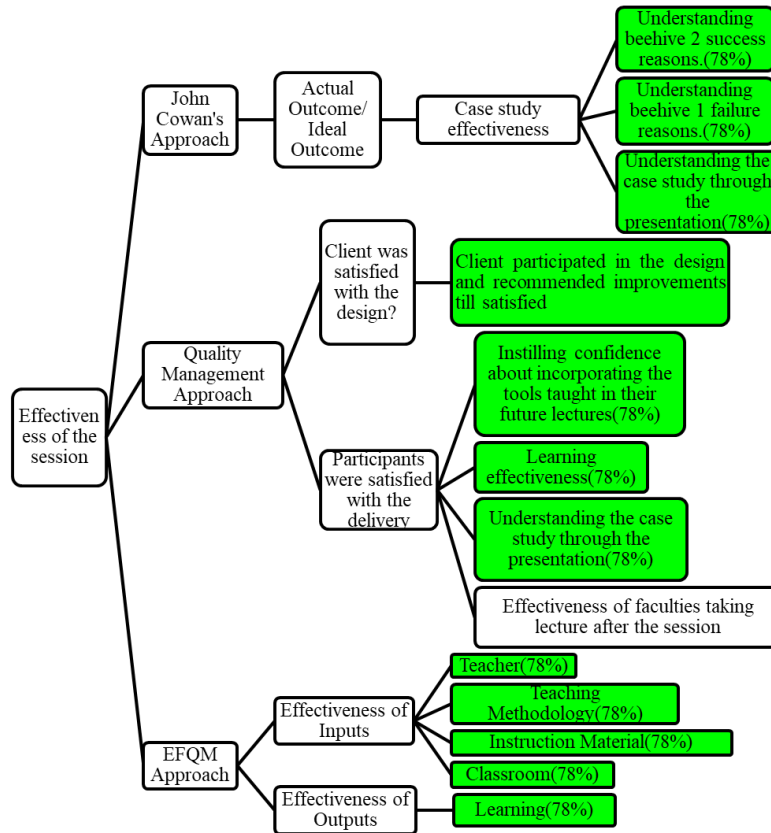 Understanding
beehive 2 success
reasons.(78%)
John
Cowan's
Approach
Actual
Outcome/
Ideal
Outcome
Case study
effectiveness
Understanding
beehive 1 failure
reasons.(78%)
Understanding the
case study through
the
presentation(78%)
Client was
satisfied
with the
design?
Client participated in the design
and recommended improvements
till satisfied
Quality
Management
Approach
Instilling confidence
about incorporating the
tools taught in their
future lectures(78%)
Effectiven
ess of the
session
Participants
were satisfied
with the
delivery
Learning
effectiveness(78%)
Understanding the case
study through the
presentation(78%)
Effectiveness of faculties taking
lecture after the session
EFQM
Approach
Effectiveness of
Inputs
Teacher(78%)
Teaching
Methodology(78%)
Instruction Material(78%)
Classroom(78%)
Effectiveness of
Outputs
Learning(78%)